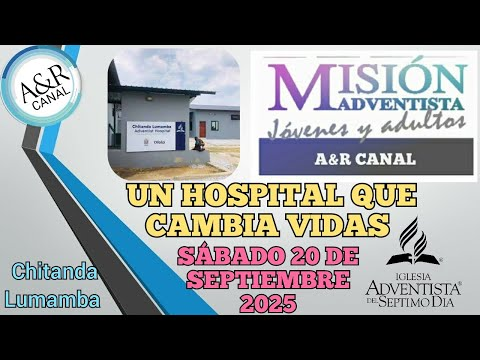 A&R
CANAL
Chitanda Lumamba
Adventist Hospital
MISIÓN
ADVENTISTA
Jóvenes y adultos
A&R CANAL
UN HOSPITAL QUE
CAMBIA VIDAS
SÁBADO 20 DE
SEPTIEMBRE
2025
Chitanda
Lumamba
IGLESIA
ADVENTISTA
DEL SÉPTIMO DÍA